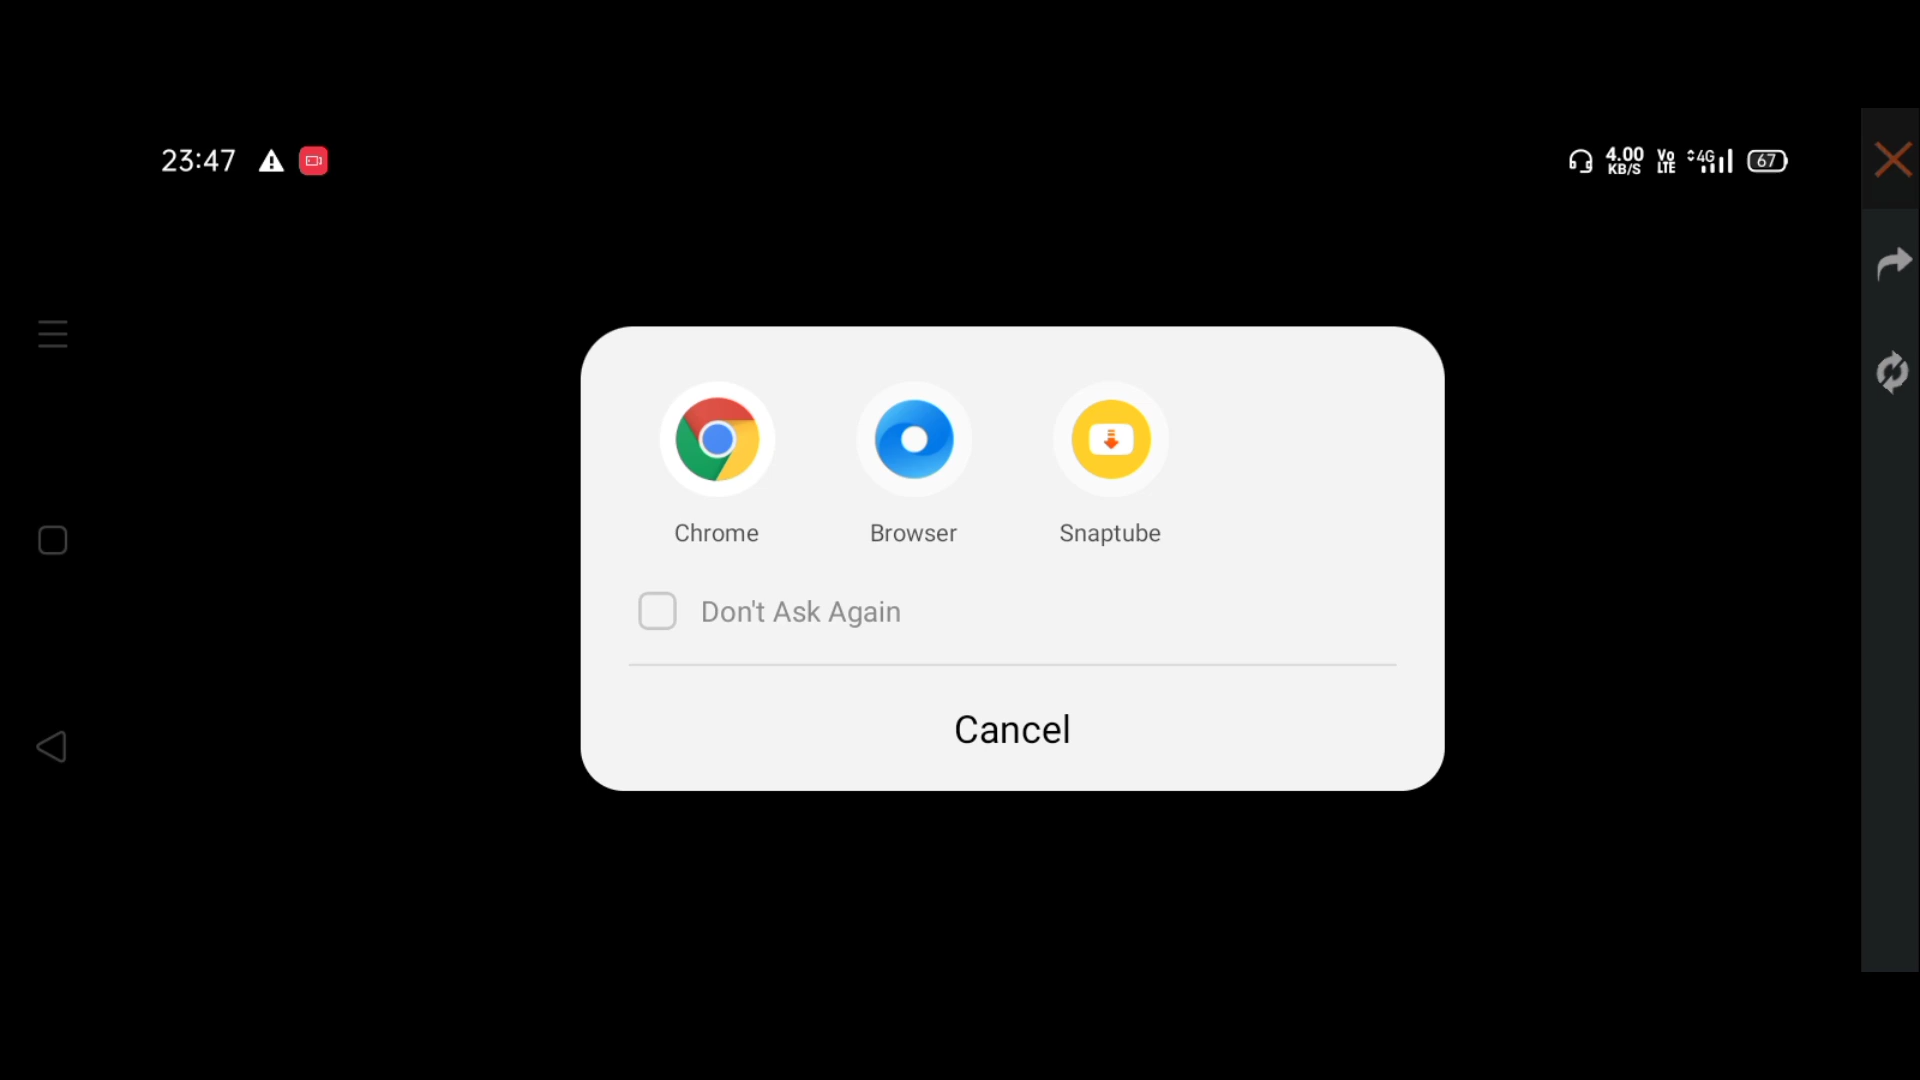 23:47
4.00 KB/S Vo LTE 4G 67
Chrome Browser Snaptube
Don't Ask Again
Cancel